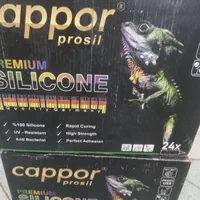 cappor
prosil
PREMIUM
SILICONE
%100 Silicone
Rapid Curing
UV - Resistant
High Strength
Anti Bacterial
Perfect Adhesion
24x
cappor
prosil
PREMIUM
SILICONE